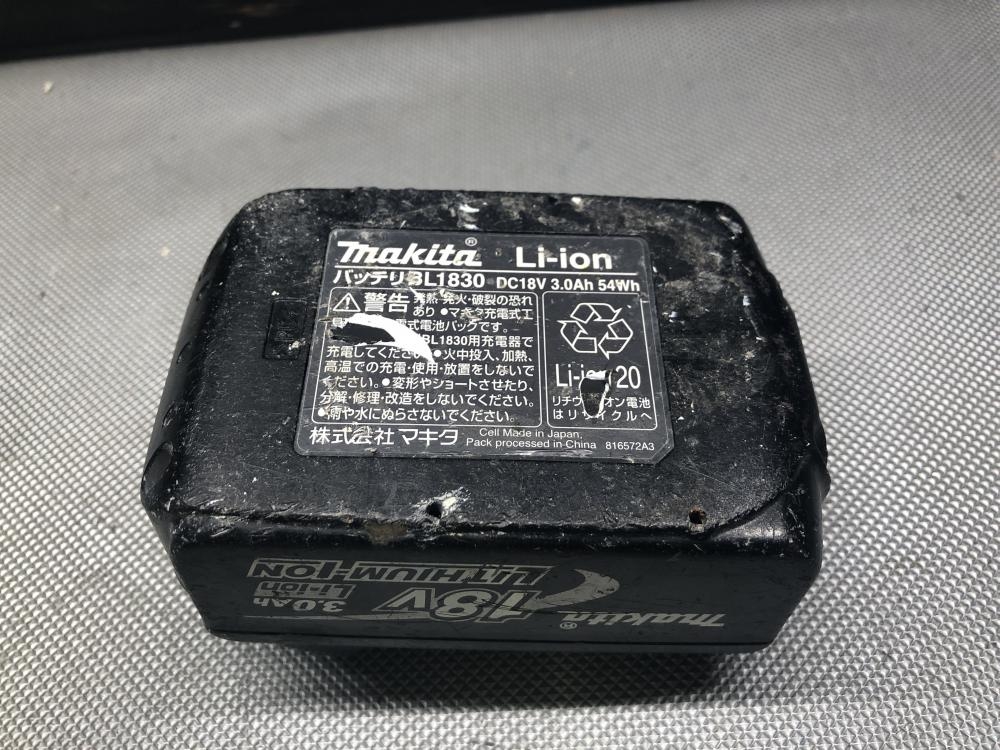 makita® Li-ion
バッテリBL1830 DC18V 3.0Ah 54Wh
警告 発熱・発火・破裂の恐れ
あり ●マキタ充電式工
式電池パックです。
BL1830用充電器で
充電してください。●火中投入、加熱、
高温での充電・使用・放置をしないで
ください。●変形やショートさせたり、
分解・修理・改造をしないでください。
●雨や水にぬらさないでください。
Li-ion 20
リチウムイオン電池
はリサイクルへ
株式会社マキタ
Cell Made in Japan,
Pack processed in China 816572A3
makita®
18V
LITHIUM-ION
Li-ion
3.0Ah